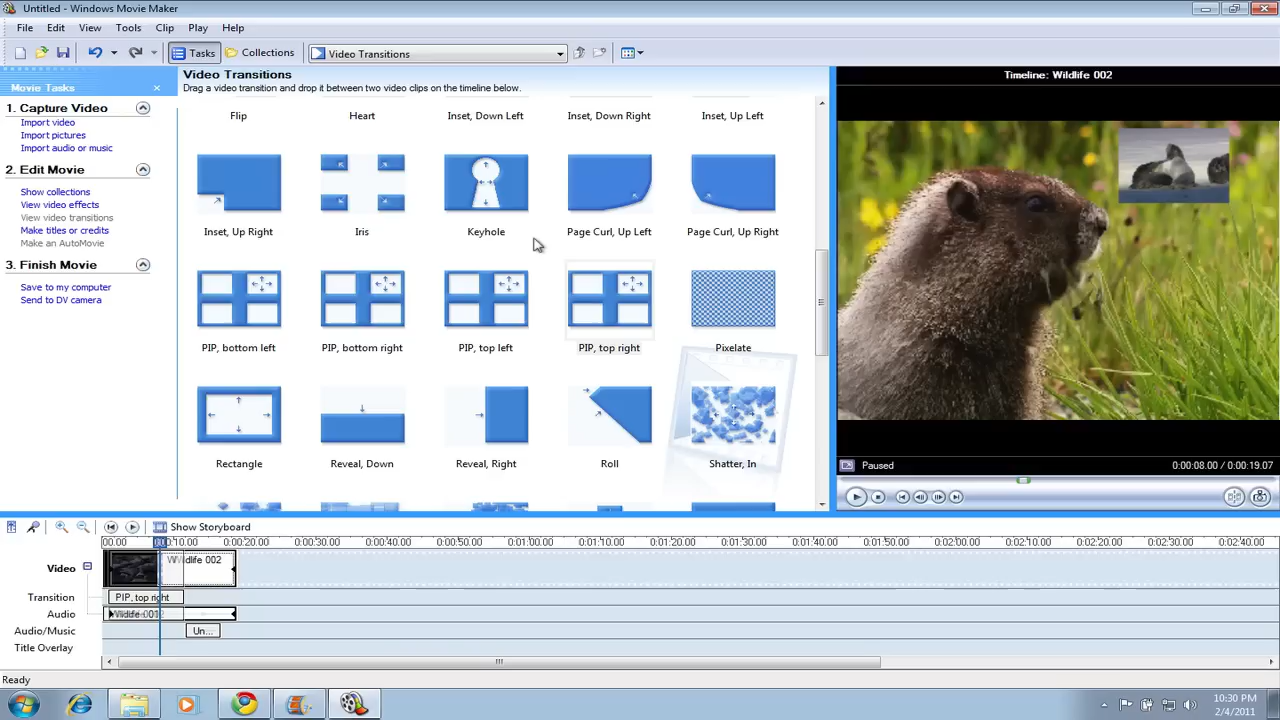 Untitled - Windows Movie Maker
File Edit View Tools Clip Play Help
Tasks Collections Video Transitions
Movie Tasks
1. Capture Video
Import video
Import pictures
Import audio or music
2. Edit Movie
Show collections
View video effects
View video transitions
Make titles or credits
Make an AutoMovie
3. Finish Movie
Save to my computer
Send to DV camera
Video Transitions
Drag a video transition and drop it between two video clips on the timeline below.
Flip Heart Inset, Down Left Inset, Down Right Inset, Up Left
Inset, Up Right Iris Keyhole Page Curl, Up Left Page Curl, Up Right
PIP, bottom left PIP, bottom right PIP, top left PIP, top right Pixelate
Rectangle Reveal, Down Reveal, Right Roll Shatter, In
Timeline: Wildlife 002
Paused 0:00:08.00 / 0:00:19.07
Show Storyboard
00.00 0:10.00 0:00:20.00 0:00:30.00 0:00:40.00 0:00:50.00 0:01:00.00 0:01:10.00 0:01:20.00 0:01:30.00 0:01:40.00 0:01:50.00 0:02:00.00 0:02:10.00 0:02:20.00 0:02:30.00 0:02:40.00
Video Wildlife 002
Transition PIP, top right
Audio Wildlife 001
Audio/Music Un...
Title Overlay
Ready
10:30 PM
2/4/2011